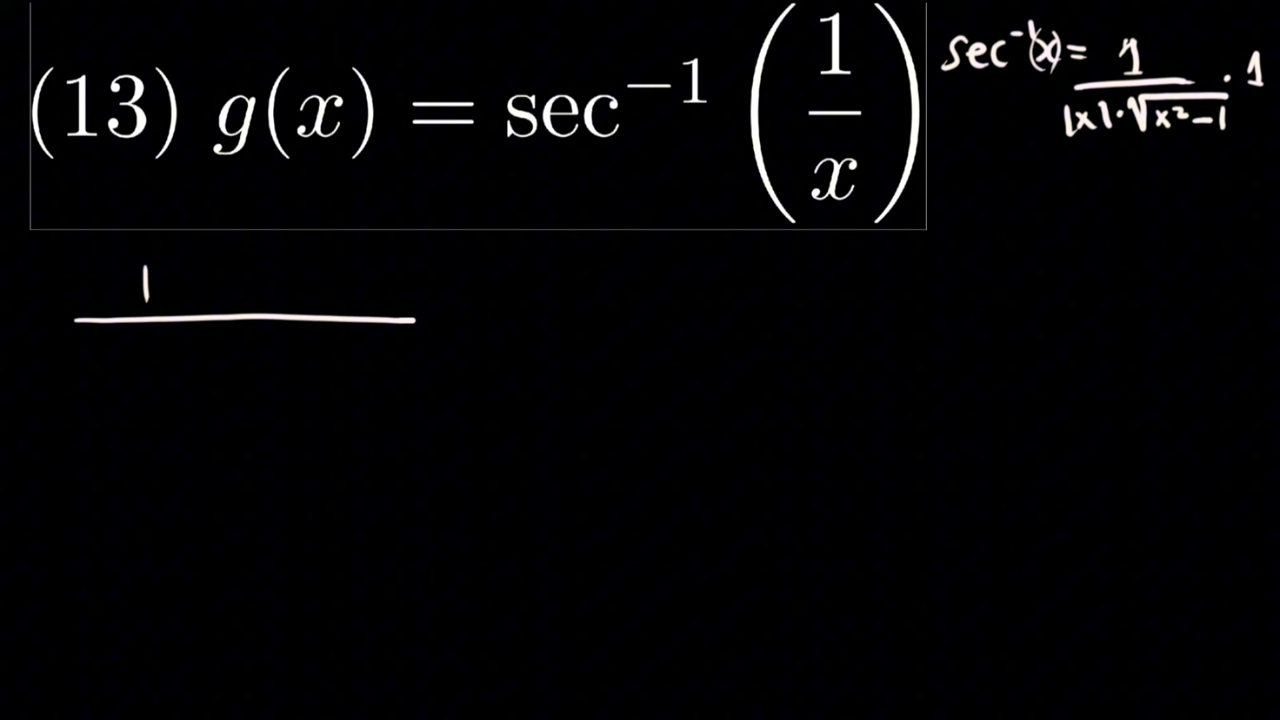 (13) g(x) = sec⁻¹ (1/x)
sec⁻¹(x) = 1/(|x|·√(x²-1)) · 1
1